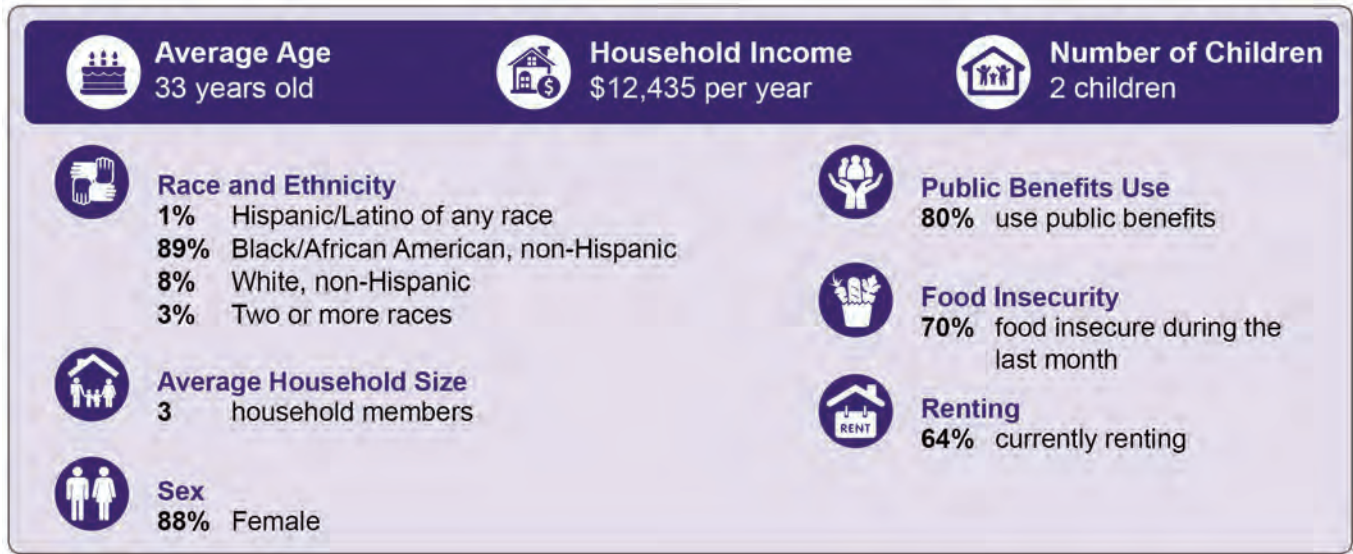 Average Age
33 years old
Household Income
$12,435 per year
Number of Children
2 children
Race and Ethnicity
1% Hispanic/Latino of any race
89% Black/African American, non-Hispanic
8% White, non-Hispanic
3% Two or more races
Average Household Size
3 household members
Sex
88% Female
Public Benefits Use
80% use public benefits
Food Insecurity
70% food insecure during the
last month
RENT
Renting
64% currently renting